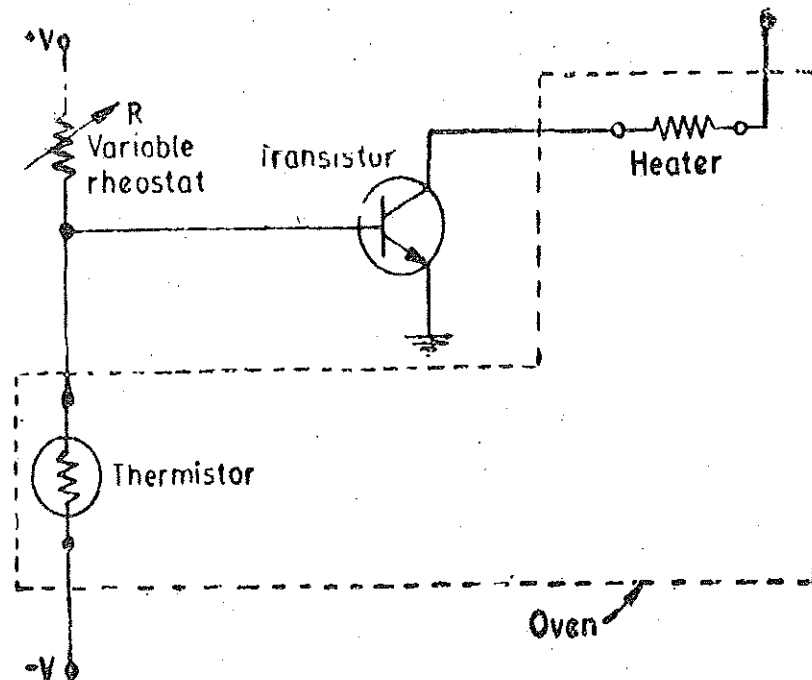 +V
R
Variable
rheostat
Transistor
Heater
Thermistor
Oven
-V